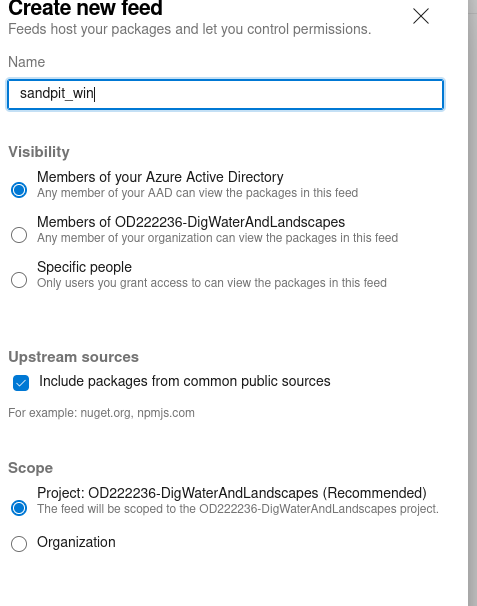 Create new feed
Feeds host your packages and let you control permissions.
Name
sandpit_win
Visibility
Members of your Azure Active Directory
Any member of your AAD can view the packages in this feed
Members of OD222236-DigWaterAndLandscapes
Any member of your organization can view the packages in this feed
Specific people
Only users you grant access to can view the packages in this feed
Upstream sources
Include packages from common public sources
For example: nuget.org, npmjs.com
Scope
Project: OD222236-DigWaterAndLandscapes (Recommended)
The feed will be scoped to the OD222236-DigWaterAndLandscapes project.
Organization